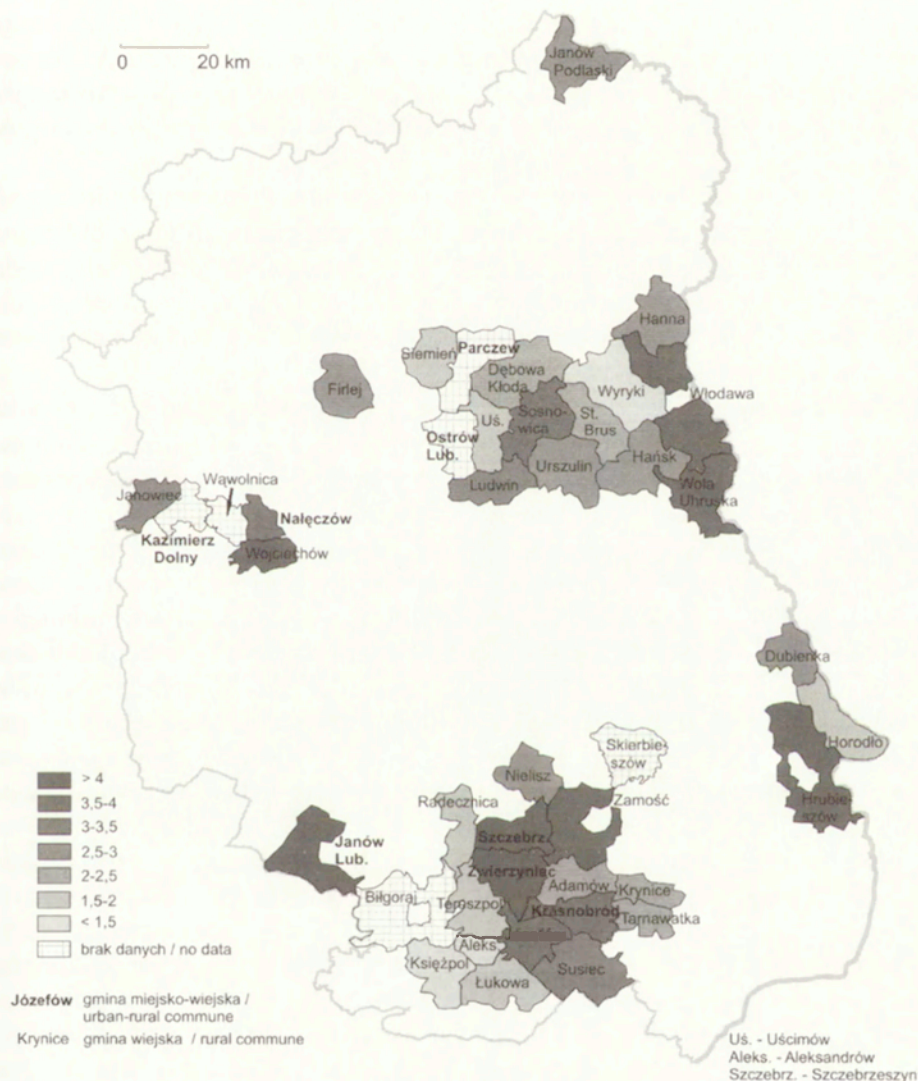 0 20 km
Janów
Podlaski
Hanna
Siemień
Parczew
Dębowa
Kłoda
Wyryki
Włodawa
Firlej
Uś.
Sosno-
wica
St.
Brus
Ostrów
Lub.
Urszulin
Hańsk
Ludwin
Wola
Uhruska
Wąwolnica
Janowiec
Nałęczów
Kazimierz
Dolny
Wojciechów
Dubienka
Horodło
Hrubie-
szów
Skierbie-
szów
Nielisz
Radecznica
Zamość
Szczebrz.
Janów
Lub.
Zwierzyniec
Adamów
Krynice
Biłgoraj
Tereszpol
Krasnobród
Tarnawatka
Aleks.
Księżpol
Susiec
Łukowa
> 4
3,5-4
3-3,5
2,5-3
2-2,5
1,5-2
< 1,5
brak danych / no data
Józefów gmina miejsko-wiejska /
urban-rural commune
Krynice gmina wiejska / rural commune
Uś. - Uścimów
Aleks. - Aleksandrów
Szczebrz. - Szczebrzeszyn